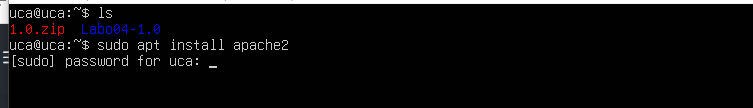 uca@uca:~$ ls
1.0.zip  Labo04-1.0
uca@uca:~$ sudo apt install apache2
[sudo] password for uca: _